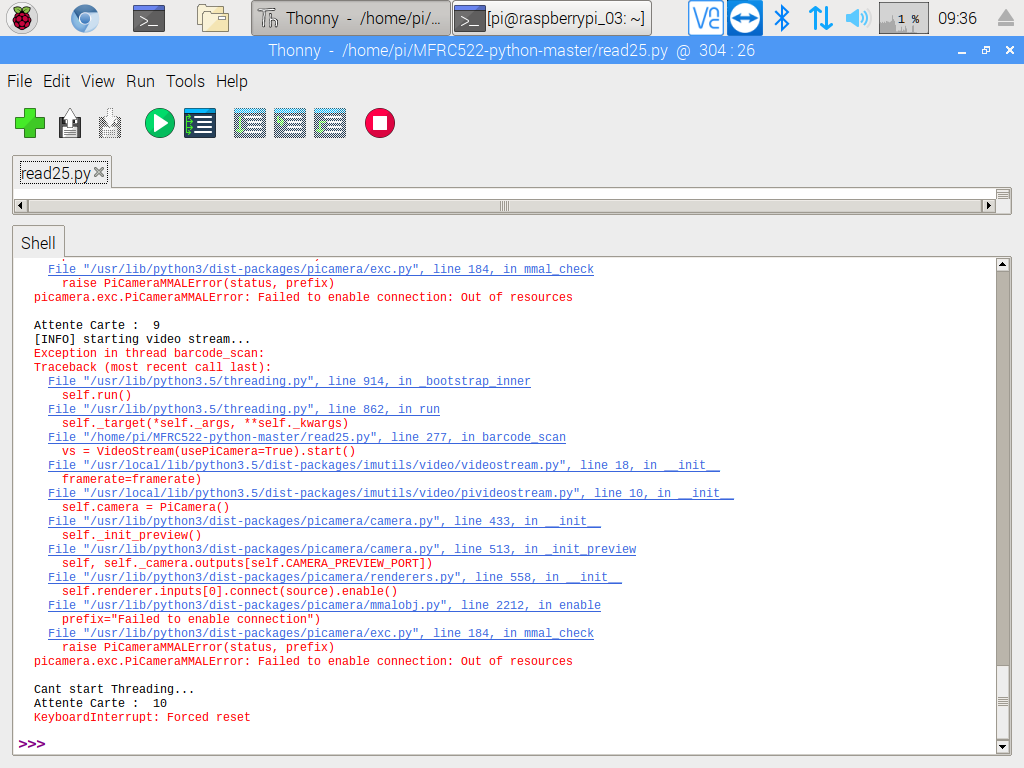 Thonny - /home/pi/...
[pi@raspberrypi_03: ~]
VS
1 %
09:36
Thonny - /home/pi/MFRC522-python-master/read25.py @ 304 : 26
File Edit View Run Tools Help
read25.py
Shell
File "/usr/lib/python3/dist-packages/picamera/exc.py", line 184, in mmal_check
raise PiCameraMMALError(status, prefix)
picamera.exc.PiCameraMMALError: Failed to enable connection: Out of resources
Attente Carte :  9
[INFO] starting video stream...
Exception in thread barcode_scan:
Traceback (most recent call last):
File "/usr/lib/python3.5/threading.py", line 914, in _bootstrap_inner
self.run()
File "/usr/lib/python3.5/threading.py", line 862, in run
self._target(*self._args, **self._kwargs)
File "/home/pi/MFRC522-python-master/read25.py", line 277, in barcode_scan
vs = VideoStream(usePiCamera=True).start()
File "/usr/local/lib/python3.5/dist-packages/imutils/video/videostream.py", line 18, in __init__
framerate=framerate)
File "/usr/local/lib/python3.5/dist-packages/imutils/video/pivideostream.py", line 10, in __init__
self.camera = PiCamera()
File "/usr/lib/python3/dist-packages/picamera/camera.py", line 433, in __init__
self._init_preview()
File "/usr/lib/python3/dist-packages/picamera/camera.py", line 513, in _init_preview
self, self._camera.outputs[self.CAMERA_PREVIEW_PORT])
File "/usr/lib/python3/dist-packages/picamera/renderers.py", line 558, in __init__
self.renderer.inputs[0].connect(source).enable()
File "/usr/lib/python3/dist-packages/picamera/mmalobj.py", line 2212, in enable
prefix="Failed to enable connection")
File "/usr/lib/python3/dist-packages/picamera/exc.py", line 184, in mmal_check
raise PiCameraMMALError(status, prefix)
picamera.exc.PiCameraMMALError: Failed to enable connection: Out of resources
Cant start Threading...
Attente Carte :  10
KeyboardInterrupt: Forced reset
>>>